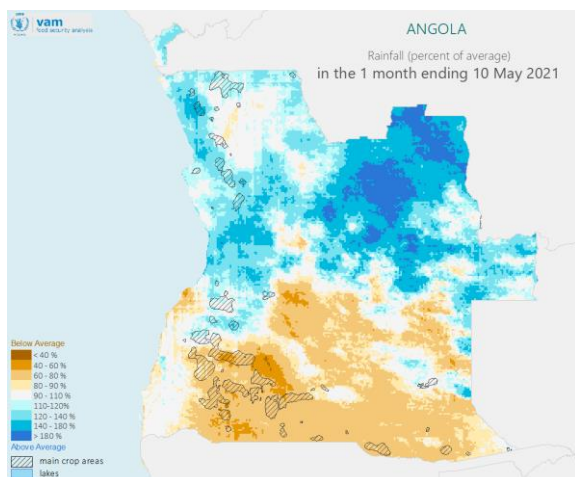 vam
food security analysis
ANGOLA
Rainfall (percent of average)
in the 1 month ending 10 May 2021
Below Average
< 40 %
40 - 60 %
60 - 80 %
80 - 90 %
90 - 110 %
110-120%
120 - 140 %
140 - 180 %
> 180 %
Above Average
main crop areas
lakes